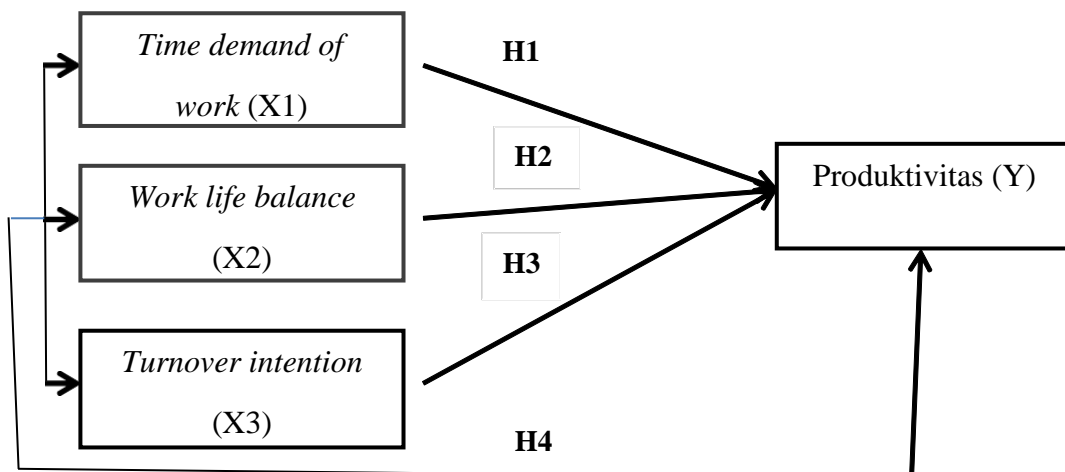 Time demand of
work (X1)
H1
H2
Produktivitas (Y)
Work life balance
(X2)
H3
Turnover intention
(X3)
H4